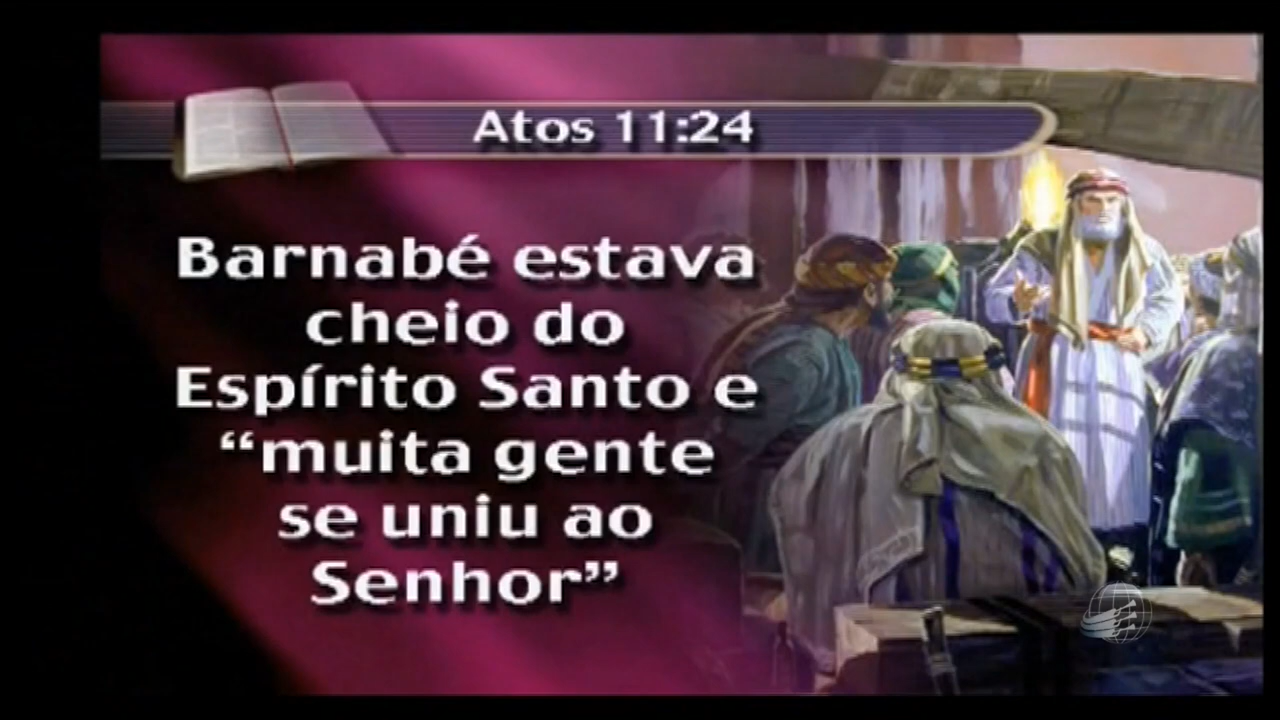 Atos 11:24
Barnabé estava
cheio do
Espírito Santo e
“muita gente
se uniu ao
Senhor”